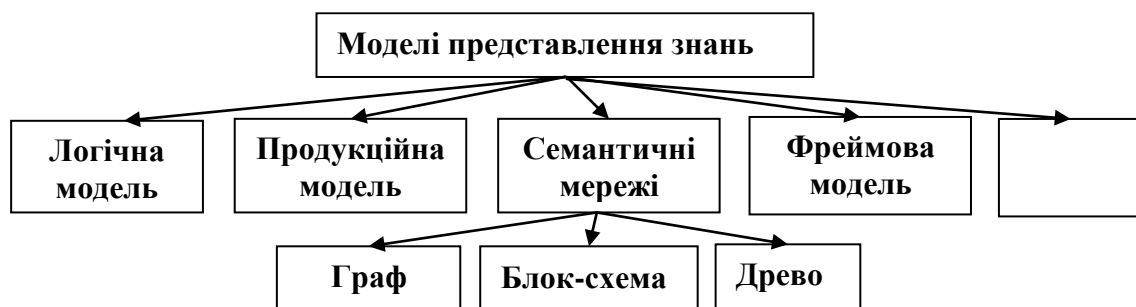 Моделі представлення знань
Логічна
модель
Продукційна
модель
Семантичні
мережі
Фреймова
модель
Граф
Блок-схема
Древо